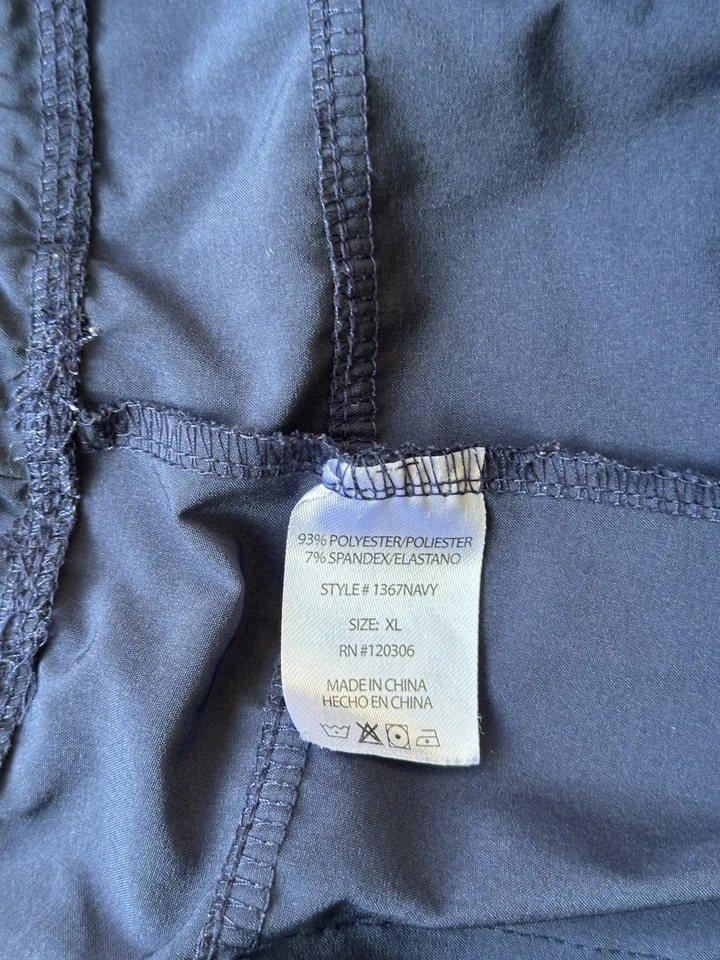 93% POLYESTER/POLIESTER
7% SPANDEX/ELASTANO
STYLE # 1367NAVY
SIZE: XL
RN #120306
MADE IN CHINA
HECHO EN CHINA